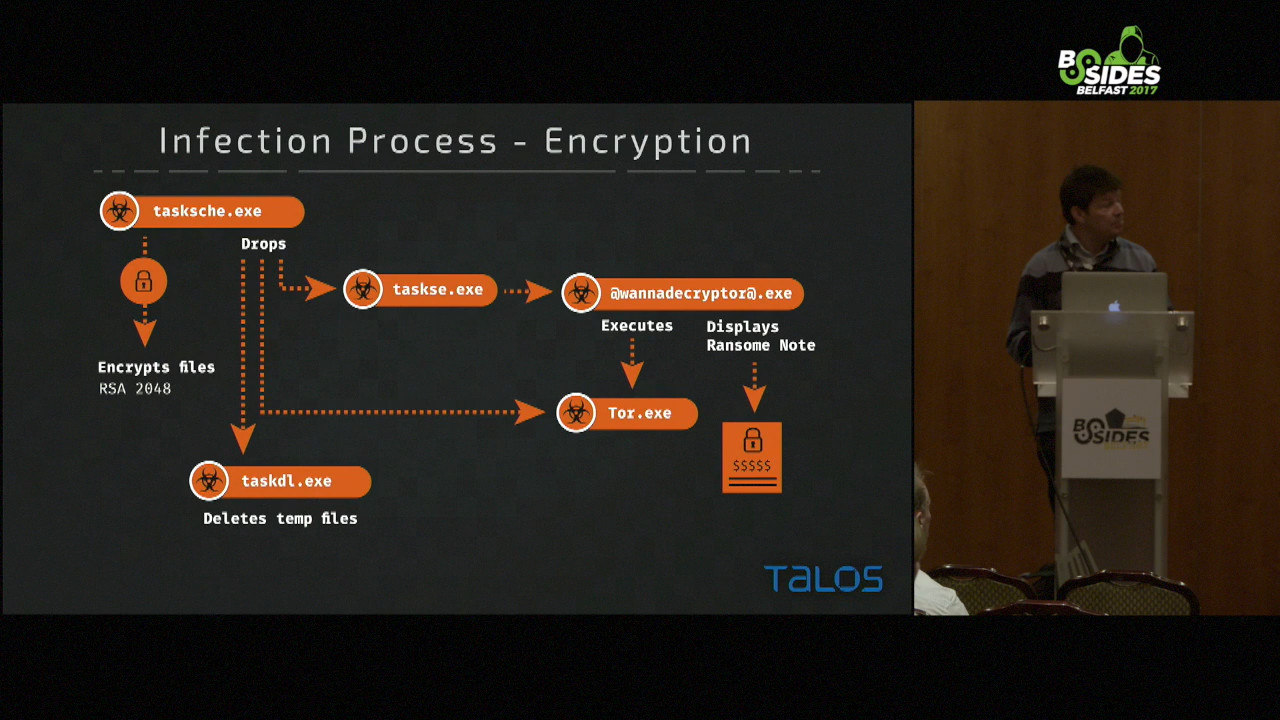 BSIDES
BELFAST 2017
Infection Process - Encryption
tasksche.exe
Drops
taskse.exe
@wannadecryptor@.exe
Executes
Displays
Ransome Note
Encrypts files
RSA 2048
Tor.exe
$$$$$
taskdl.exe
Deletes temp files
TALOS
BSIDES